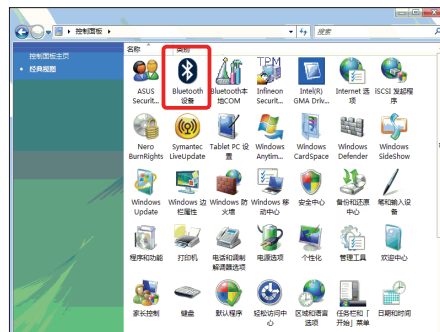 控制面板
搜索
控制面板主页
经典视图
名称 类别
ASUS Securit...
Bluetooth 设备
Bluetooth本地COM
Infineon Securit...
Intel(R) GMA Driv...
Internet 选项
iSCSI 发起程序
Nero BurnRights
Symantec LiveUpdate
Tablet PC 设置
Windows Anytim...
Windows CardSpace
Windows Defender
Windows SideShow
Windows Update
Windows 边栏属性
Windows 防火墙
Windows 移动中心
安全中心
备份和还原中心
笔和输入设备
程序和功能
打印机
电话和调制解调器选项
电源选项
个性化
管理工具
欢迎中心
家长控制
键盘
默认程序
轻松访问中心
区域和语言选项
任务栏和「开始」菜单
日期和时间